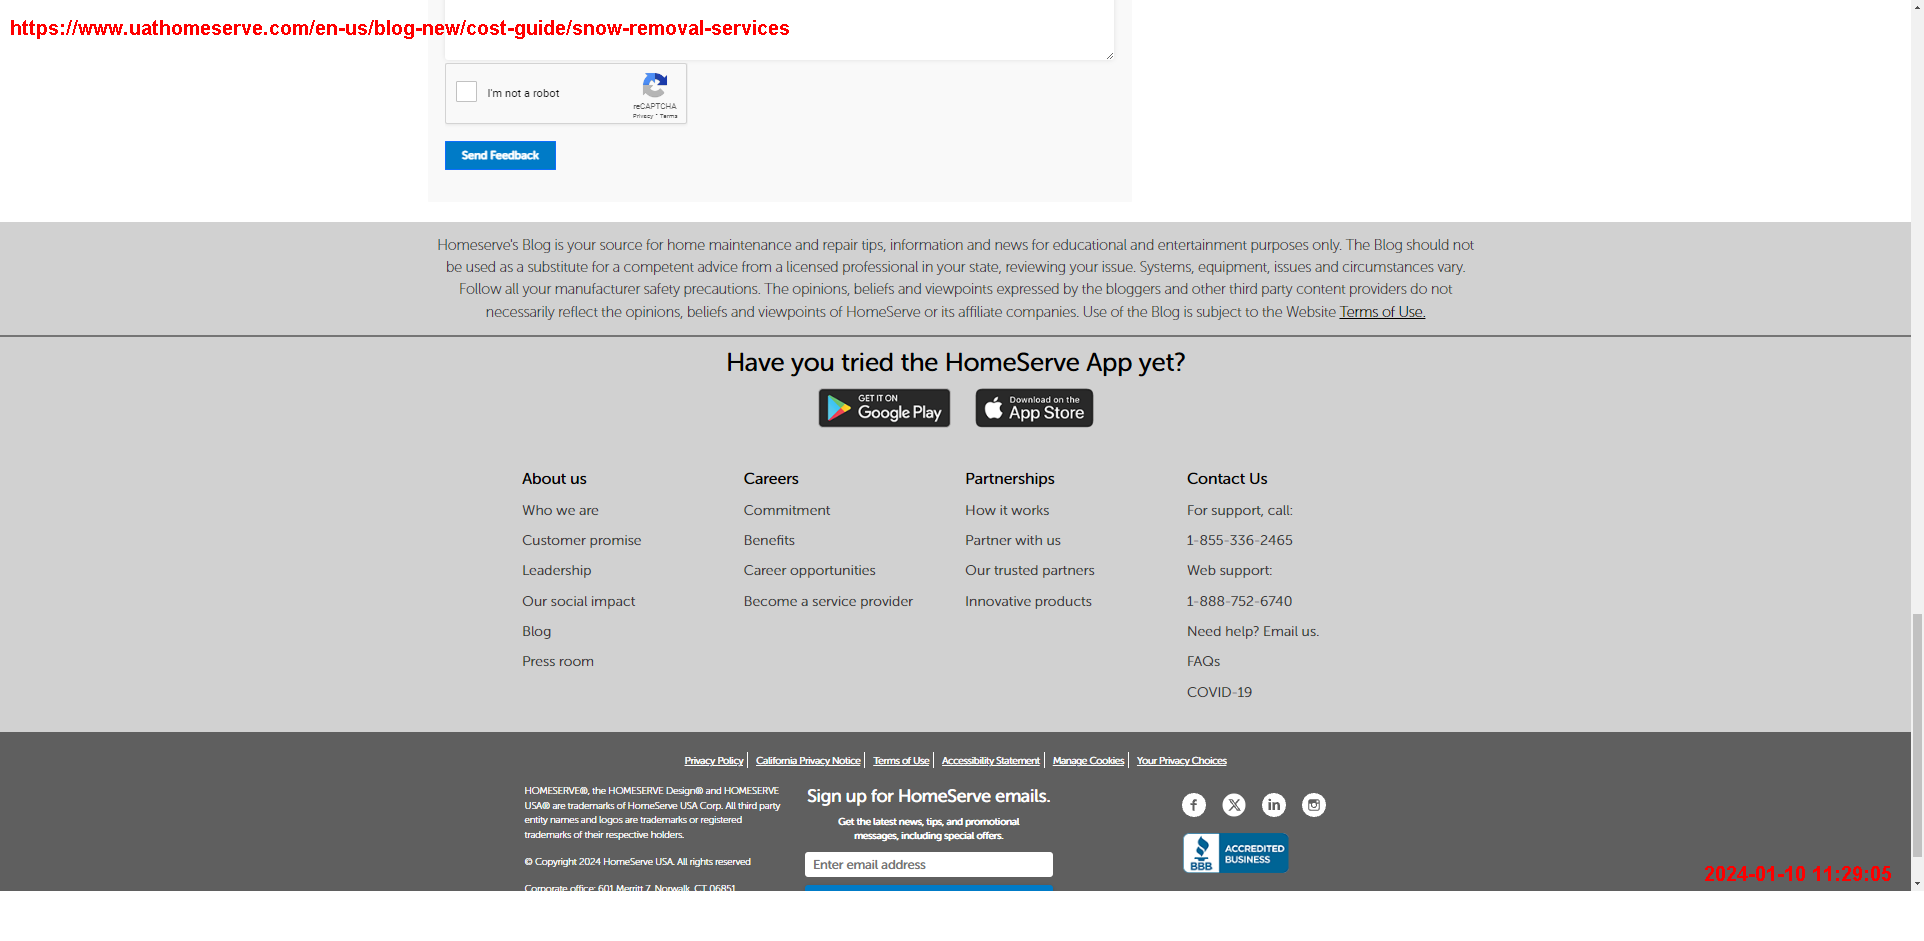 https://www.uathomeserve.com/en-us/blog-new/cost-guide/snow-removal-services
I'm not a robot
reCAPTCHA
Privacy - Terms
Send Feedback
Homeserve's Blog is your source for home maintenance and repair tips, information and news for educational and entertainment purposes only. The Blog should not
be used as a substitute for a competent advice from a licensed professional in your state, reviewing your issue. Systems, equipment, issues and circumstances vary.
Follow all your manufacturer safety precautions. The opinions, beliefs and viewpoints expressed by the bloggers and other third party content providers do not
necessarily reflect the opinions, beliefs and viewpoints of HomeServe or its affiliate companies. Use of the Blog is subject to the Website Terms of Use.
Have you tried the HomeServe App yet?
GET IT ON
Google Play
Download on the
App Store
About us
Who we are
Customer promise
Leadership
Our social impact
Blog
Press room
Careers
Commitment
Benefits
Career opportunities
Become a service provider
Partnerships
How it works
Partner with us
Our trusted partners
Innovative products
Contact Us
For support, call:
1-855-336-2465
Web support:
1-888-752-6740
Need help? Email us.
FAQs
COVID-19
Privacy Policy California Privacy Notice Terms of Use Accessibility Statement Manage Cookies Your Privacy Choices
HOMESERVE®, the HOMESERVE Design® and HOMESERVE
USA® are trademarks of HomeServe USA Corp. All third party
entity names and logos are trademarks or registered
trademarks of their respective holders.
© Copyright 2024 HomeServe USA. All rights reserved
Corporate office: 601 Merritt 7, Norwalk, CT 06851
Sign up for HomeServe emails.
Get the latest news, tips, and promotional
messages, including special offers.
Enter email address
BBB
ACCREDITED
BUSINESS
2024-01-10 11:29:05